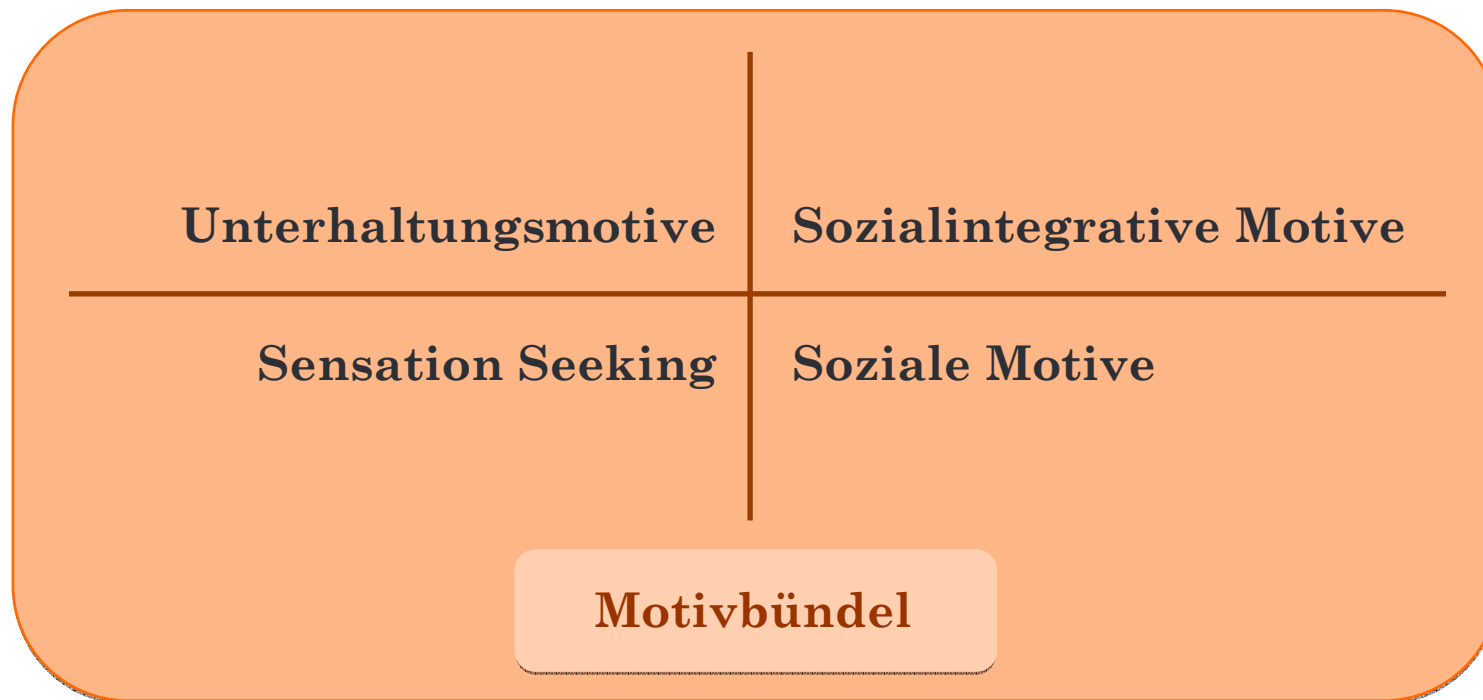 Unterhaltungsmotive
Sozialintegrative Motive
Sensation Seeking
Soziale Motive
Motivbündel